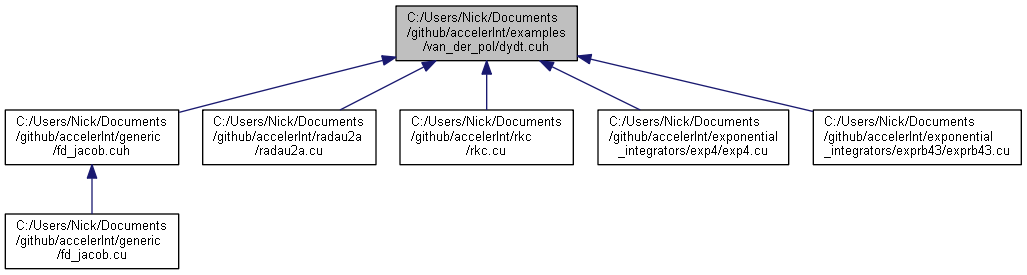 C:/Users/Nick/Documents
/github/accelerInt/examples
/van_der_pol/dydt.cuh
C:/Users/Nick/Documents
/github/accelerInt/generic
/fd_jacob.cuh
C:/Users/Nick/Documents
/github/accelerInt/radau2a
/radau2a.cu
C:/Users/Nick/Documents
/github/accelerInt/rkc
/rkc.cu
C:/Users/Nick/Documents
/github/accelerInt/exponential
_integrators/exp4/exp4.cu
C:/Users/Nick/Documents
/github/accelerInt/exponential
_integrators/exprb43/exprb43.cu
C:/Users/Nick/Documents
/github/accelerInt/generic
/fd_jacob.cu